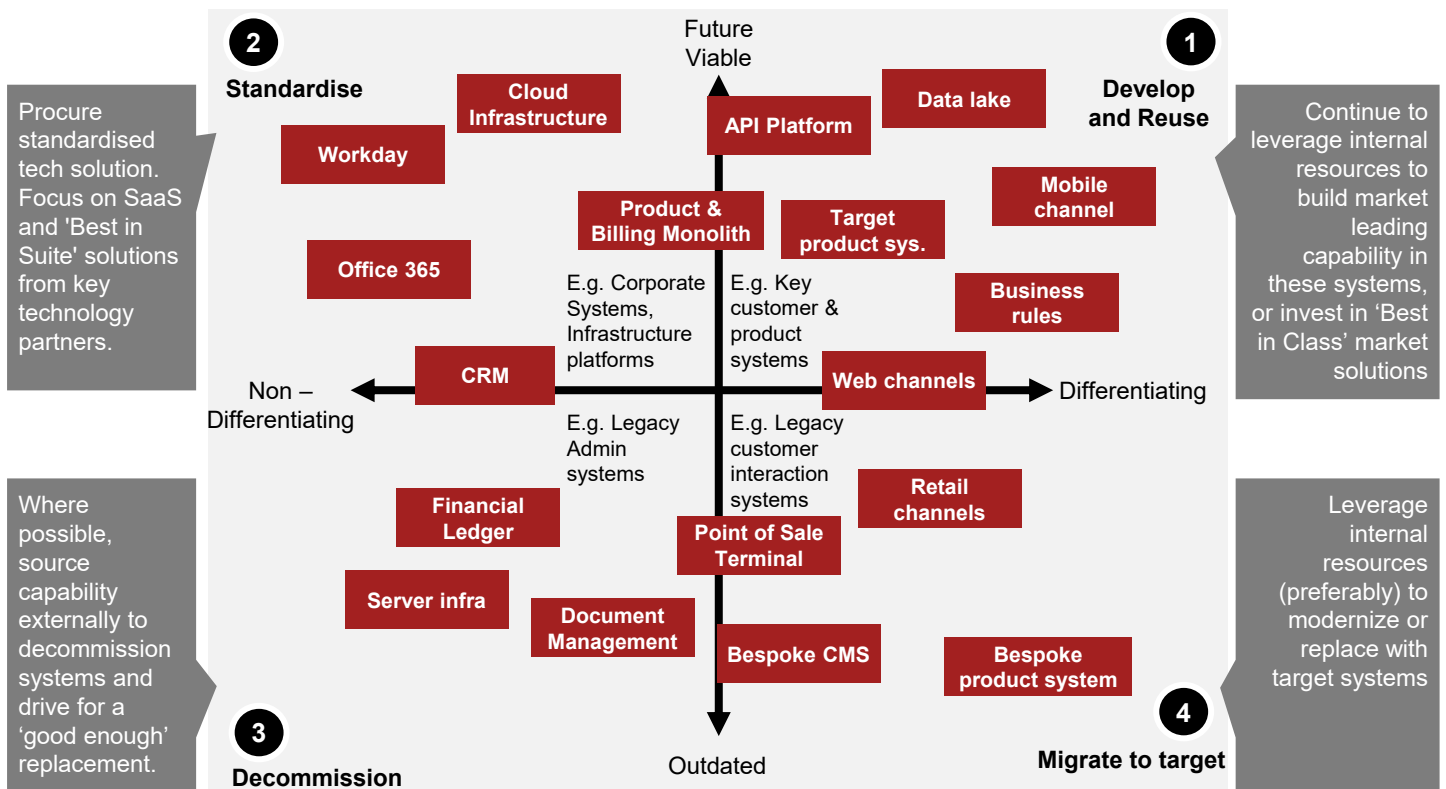 2
Standardise
Future
Viable
1
Develop
and Reuse
Procure
standardised
tech solution.
Focus on SaaS
and 'Best in
Suite' solutions
from key
technology
partners.
Cloud
Infrastructure
Workday
Office 365
Product &
Billing Monolith
CRM
E.g. Corporate
Systems,
Infrastructure
platforms
API Platform
Data lake
Mobile
channel
Target
product sys.
Business
rules
E.g. Key
customer &
product
systems
Web channels
Continue to
leverage internal
resources to
build market
leading
capability in
these systems,
or invest in ‘Best
in Class’ market
solutions
Non –
Differentiating
Differentiating
Where
possible,
source
capability
externally to
decommission
systems and
drive for a
‘good enough’
replacement.
E.g. Legacy
Admin
systems
Financial
Ledger
Server infra
Document
Management
3
Decommission
E.g. Legacy
customer
interaction
systems
Retail
channels
Point of Sale
Terminal
Bespoke CMS
Bespoke
product system
Outdated
4
Migrate to target
Leverage
internal
resources
(preferably) to
modernize or
replace with
target systems